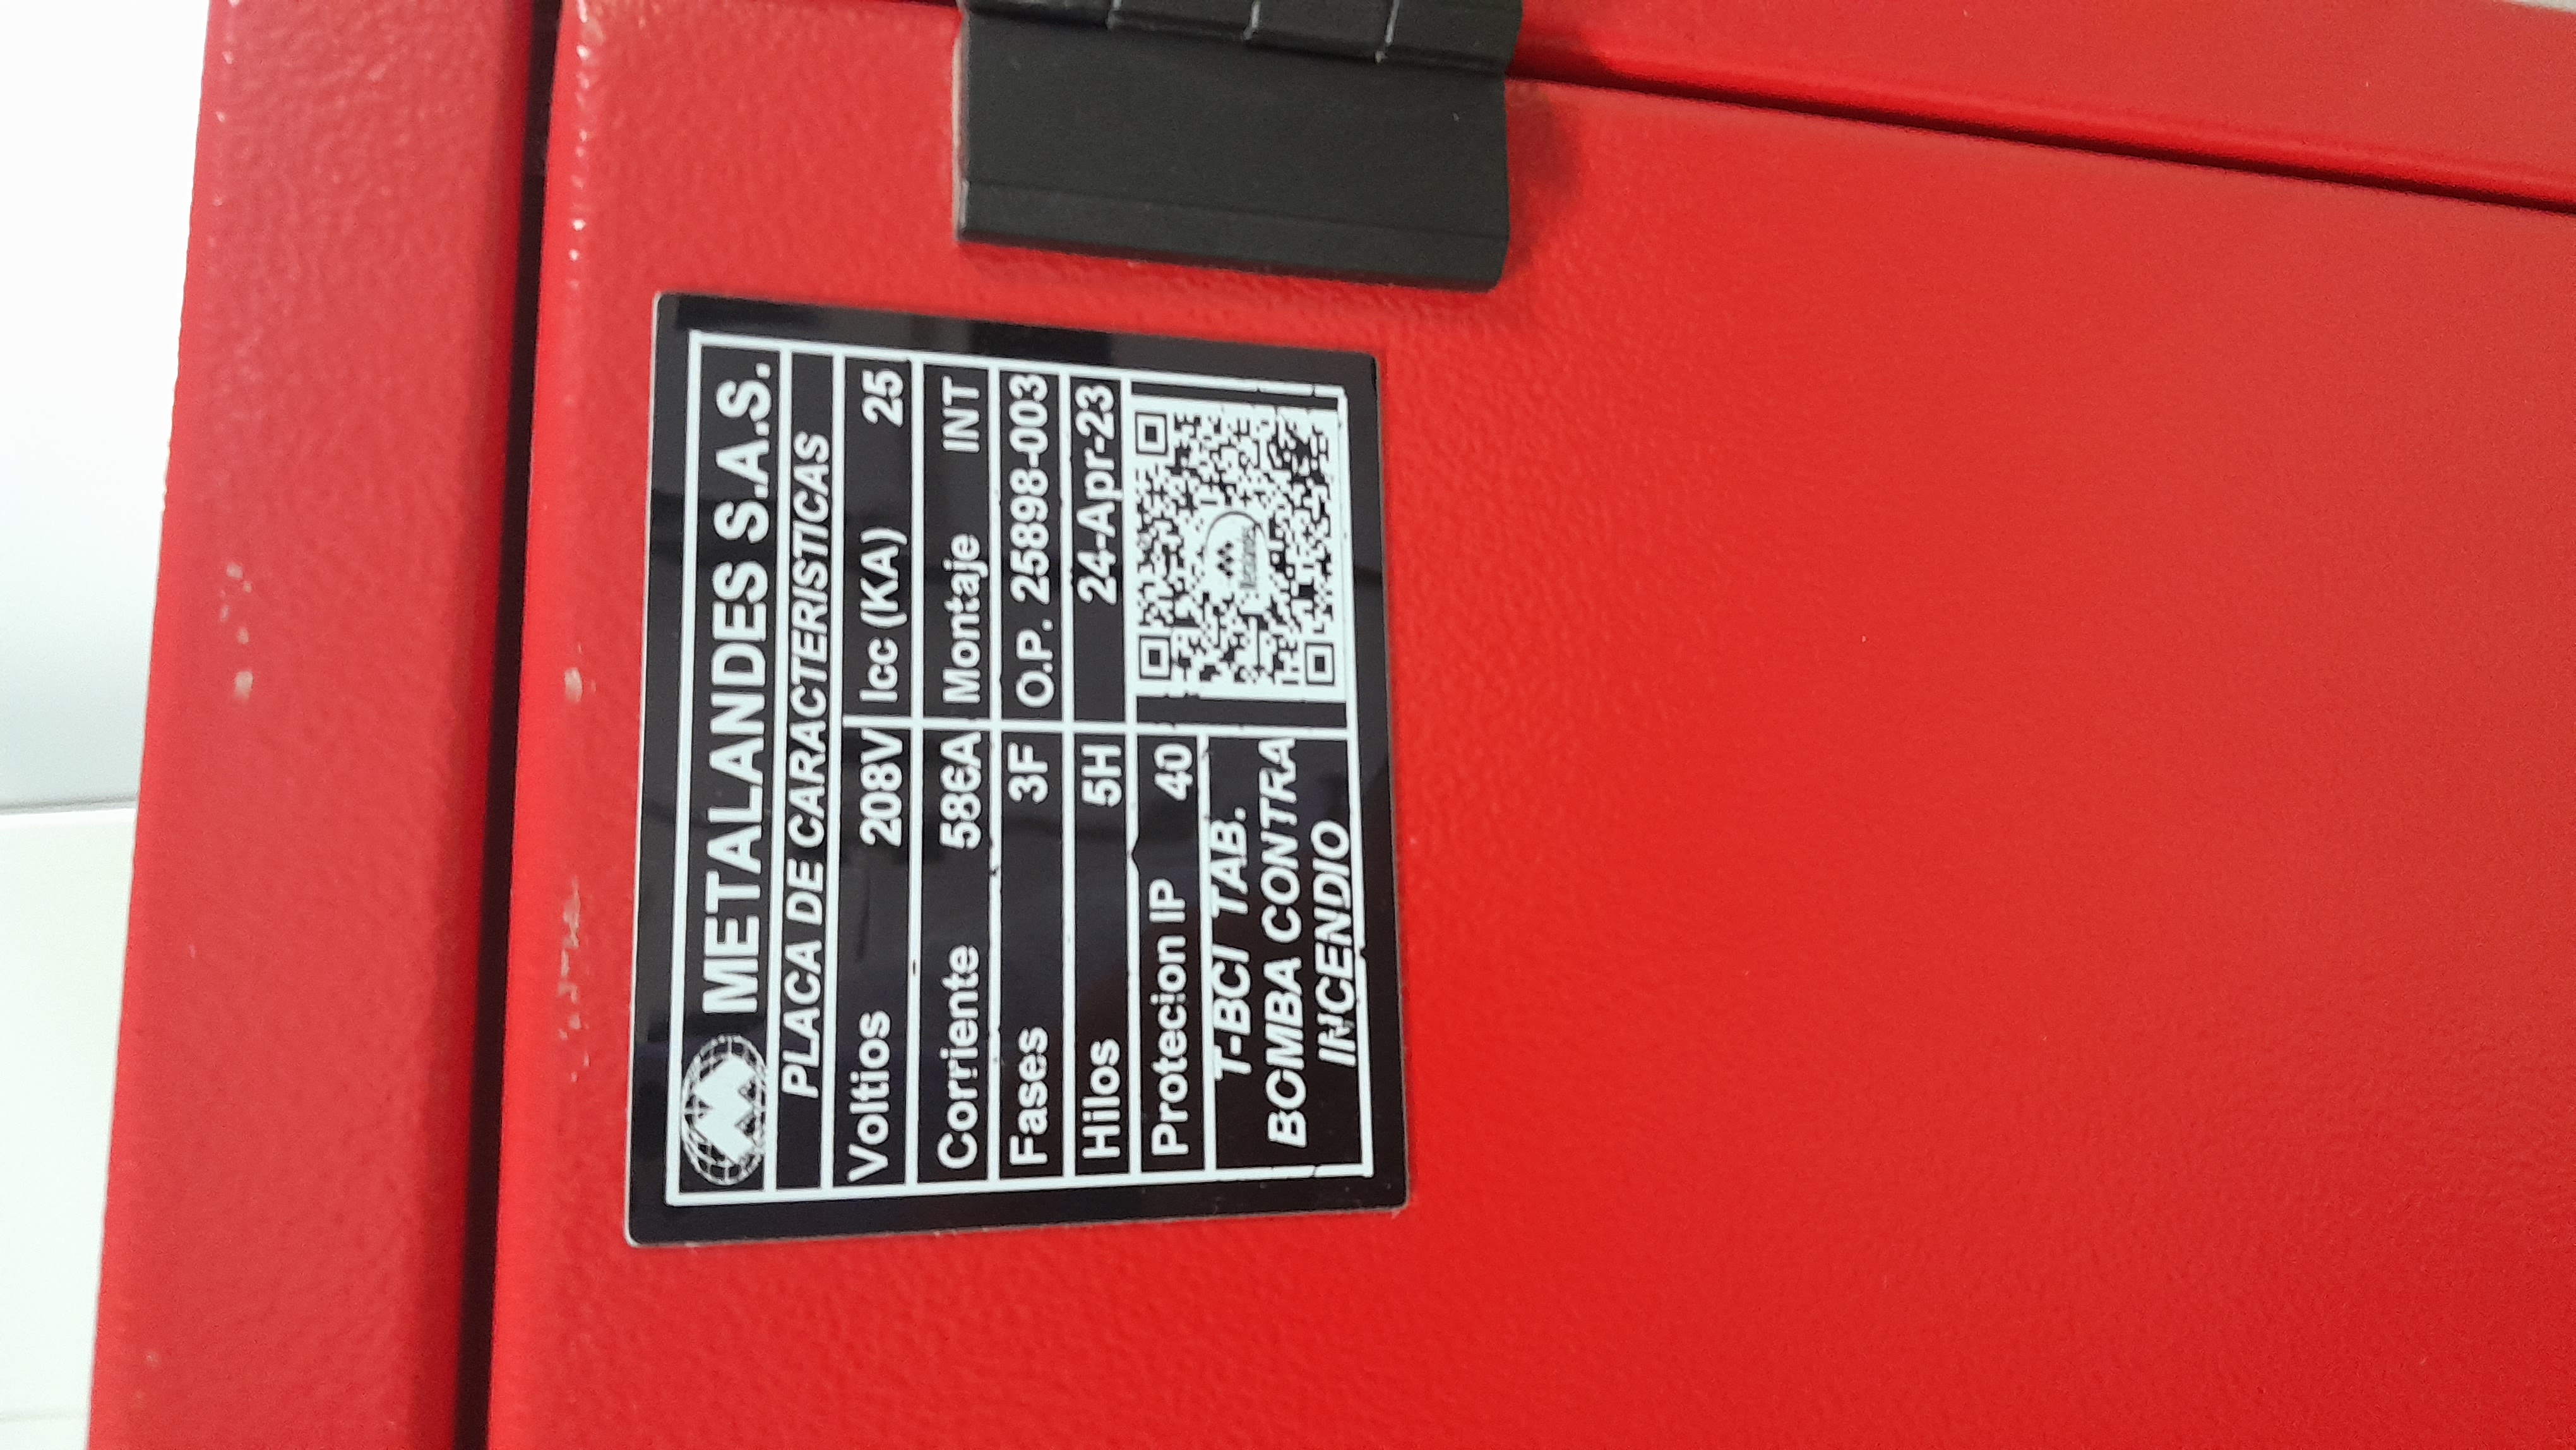 METALANDES S.A.S.
PLACA DE CARACTERISTICAS
Voltios 208V Icc (KA) 25
Corriente 586A Montaje INT
Fases 3F O.P. 25898-003
Hilos 5H 24-Apr-23
Protecion IP 40
T-BCI TAB.
BOMBA CONTRA
INCENDIO